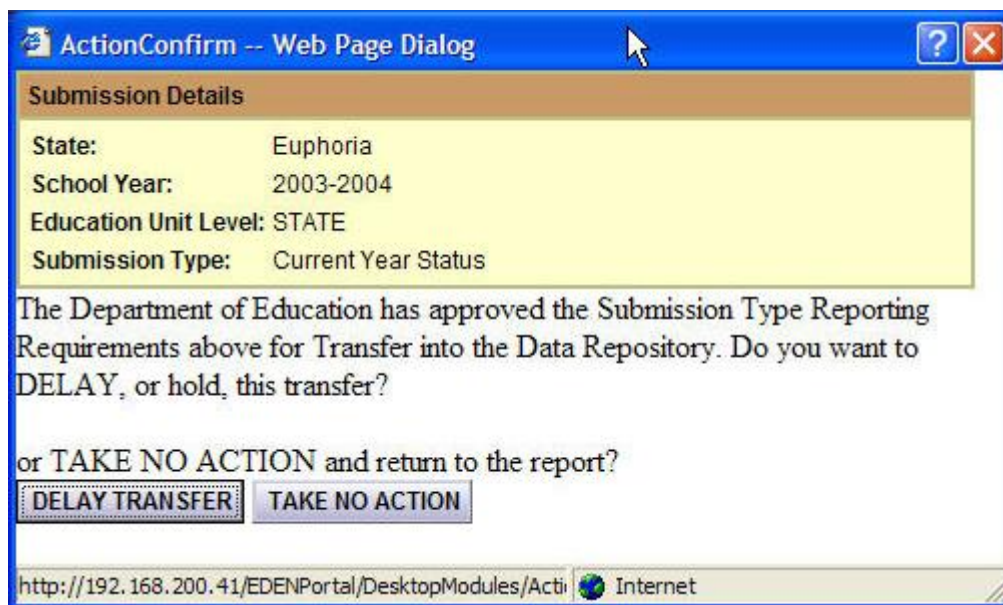 ActionConfirm -- Web Page Dialog
Submission Details
State: Euphoria
School Year: 2003-2004
Education Unit Level: STATE
Submission Type: Current Year Status
The Department of Education has approved the Submission Type Reporting
Requirements above for Transfer into the Data Repository. Do you want to
DELAY, or hold, this transfer?
or TAKE NO ACTION and return to the report?
DELAY TRANSFER TAKE NO ACTION
http://192.168.200.41/EDENPortal/DesktopModules/Acti Internet